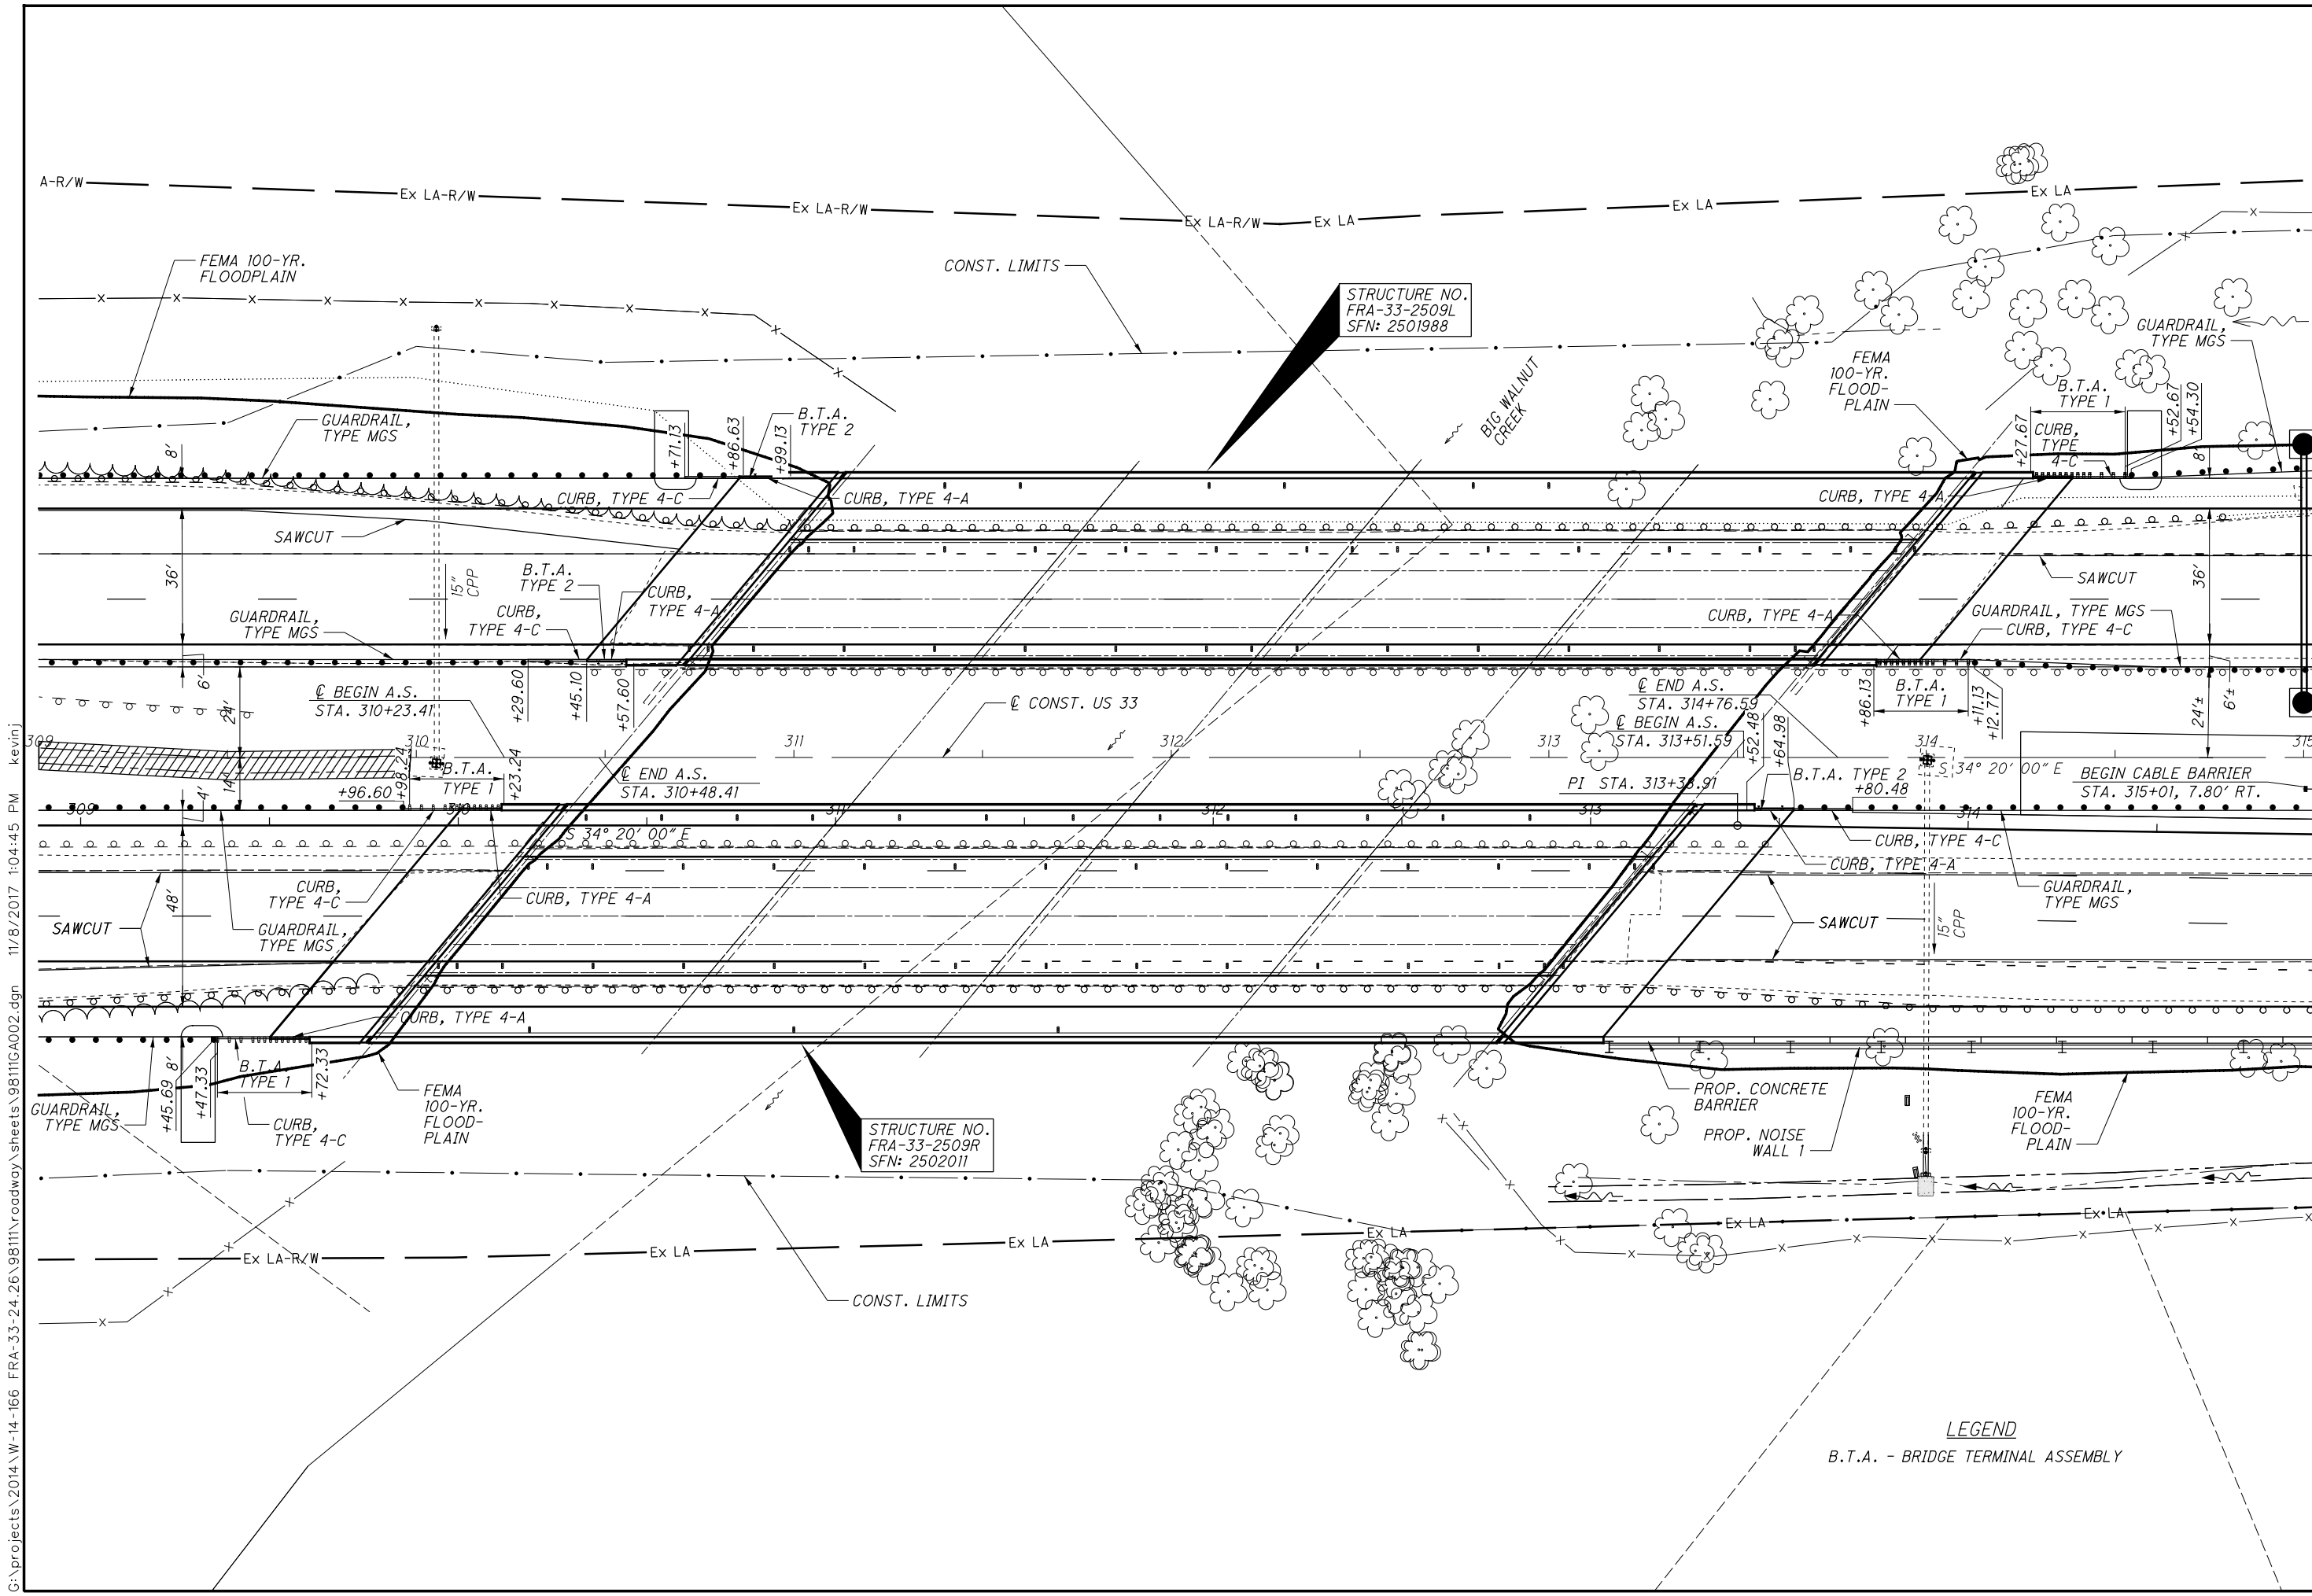 A-R/W
Ex LA-R/W
Ex LA-R/W
Ex LA-R/W
Ex LA
Ex LA
Ex LA
FEMA 100-YR.
FLOODPLAIN
CONST. LIMITS
STRUCTURE NO.
FRA-33-2509L
SFN: 2501988
BIG WALNUT
CREEK
GUARDRAIL,
TYPE MGS
FEMA
100-YR.
FLOOD-
PLAIN
B.T.A.
TYPE 1
+52.67
+54.30
+27.67
CURB,
TYPE
4-C
8'
CURB, TYPE 4-A
GUARDRAIL,
TYPE MGS
8'
+71.13
+86.63
+99.13
B.T.A.
TYPE 2
CURB, TYPE 4-C
CURB, TYPE 4-A
SAWCUT
36'
15"
CPP
B.T.A.
TYPE 2
CURB,
TYPE 4-A
CURB,
TYPE 4-C
GUARDRAIL,
TYPE MGS
SAWCUT
36'
CURB, TYPE 4-A
GUARDRAIL, TYPE MGS
CURB, TYPE 4-C
6'
24'
℄ BEGIN A.S.
STA. 310+23.41
+29.60
+45.10
+57.60
℄ CONST. US 33
℄ END A.S.
STA. 314+76.59
℄ BEGIN A.S.
STA. 313+51.59
+52.48
+64.98
+86.13
B.T.A.
TYPE 1
+11.13
+12.77
24'±
6'±
309
310
311
312
313
314
315
℄ END A.S.
STA. 310+48.41
+98.24
+96.60
B.T.A.
TYPE 1
+23.24
14'
4'
PI STA. 313+38.91
B.T.A. TYPE 2
+80.48
S 34° 20' 00" E
BEGIN CABLE BARRIER
STA. 315+01, 7.80' RT.
309
310
311
312
313
314
S 34° 20' 00" E
CURB, TYPE 4-C
CURB, TYPE 4-A
CURB,
TYPE 4-C
CURB, TYPE 4-A
48'
SAWCUT
GUARDRAIL,
TYPE MGS
GUARDRAIL,
TYPE MGS
SAWCUT
15"
CPP
CURB, TYPE 4-A
GUARDRAIL,
TYPE MGS
+45.69
8'
+47.33
B.T.A.
TYPE 1
+72.33
CURB,
TYPE 4-C
FEMA
100-YR.
FLOOD-
PLAIN
STRUCTURE NO.
FRA-33-2509R
SFN: 2502011
PROP. CONCRETE
BARRIER
PROP. NOISE
WALL 1
FEMA
100-YR.
FLOOD-
PLAIN
Ex LA-R/W
Ex LA
Ex LA
Ex LA
Ex LA
Ex LA
CONST. LIMITS
LEGEND
B.T.A. - BRIDGE TERMINAL ASSEMBLY
G:\projects\2014\W-14-166 FRA-33-24.26\98111\roadway\sheets\98111GA002.dgn 11/8/2017 1:04:45 PM kevinj